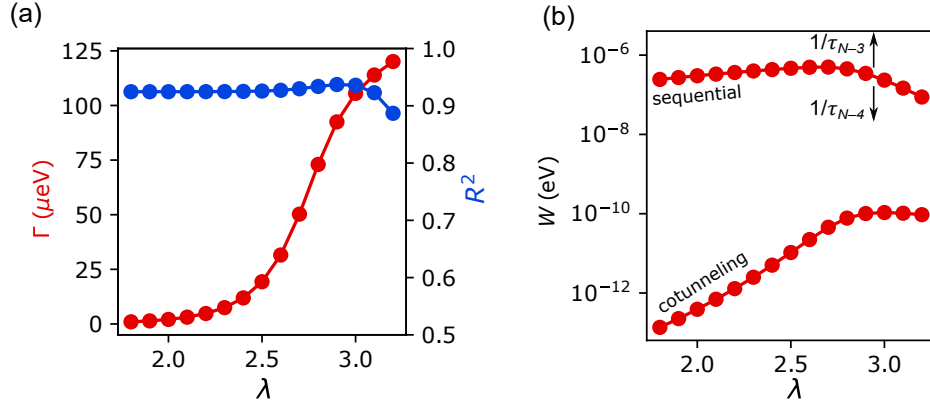 (a)
125
100
75
50
25
0
Γ (μeV)
1.0
0.9
0.8
0.7
0.6
0.5
R²
2.0 2.5 3.0
λ
(b)
10⁻⁶
10⁻⁸
10⁻¹⁰
10⁻¹²
W (eV)
1/τN−3
sequential
1/τN−4
cotunneling
2.0 2.5 3.0
λ